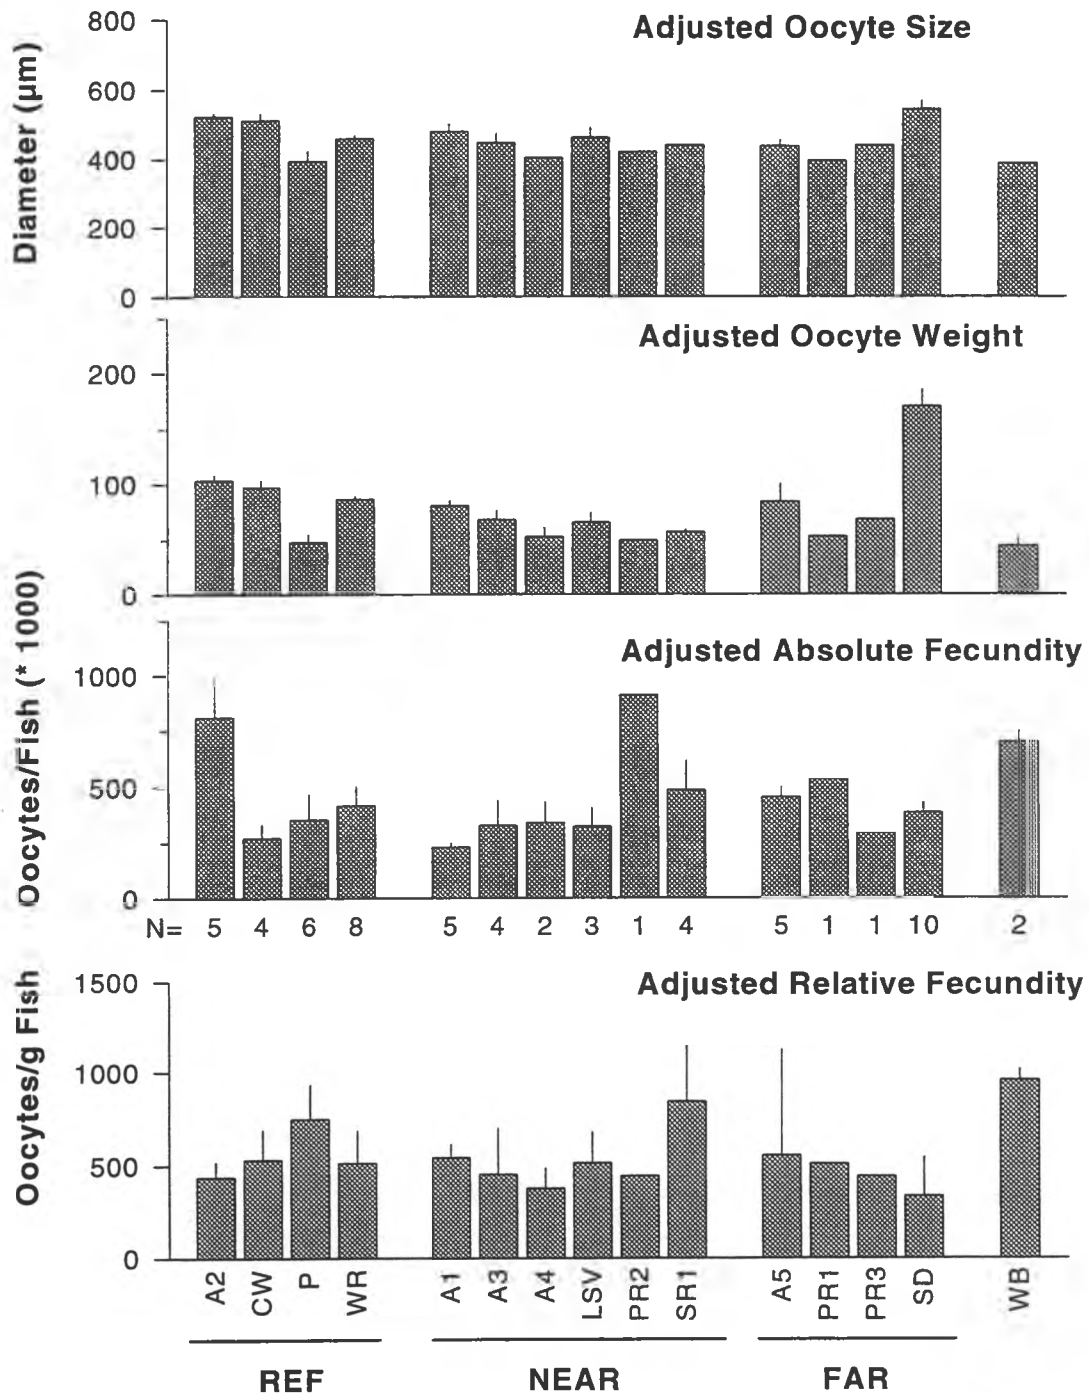 Adjusted Oocyte Size
Diameter (µm)
800
600
400
200
0
Adjusted Oocyte Weight
200
100
0
Adjusted Absolute Fecundity
Oocytes/Fish (* 1000)
1000
500
0
N= 5 4 6 8 5 4 2 3 1 4 5 1 1 10 2
Adjusted Relative Fecundity
Oocytes/g Fish
1500
1000
500
0
A2 CW P WR A1 A3 A4 LSV PR2 SR1 A5 PR1 PR3 SD WB
REF NEAR FAR